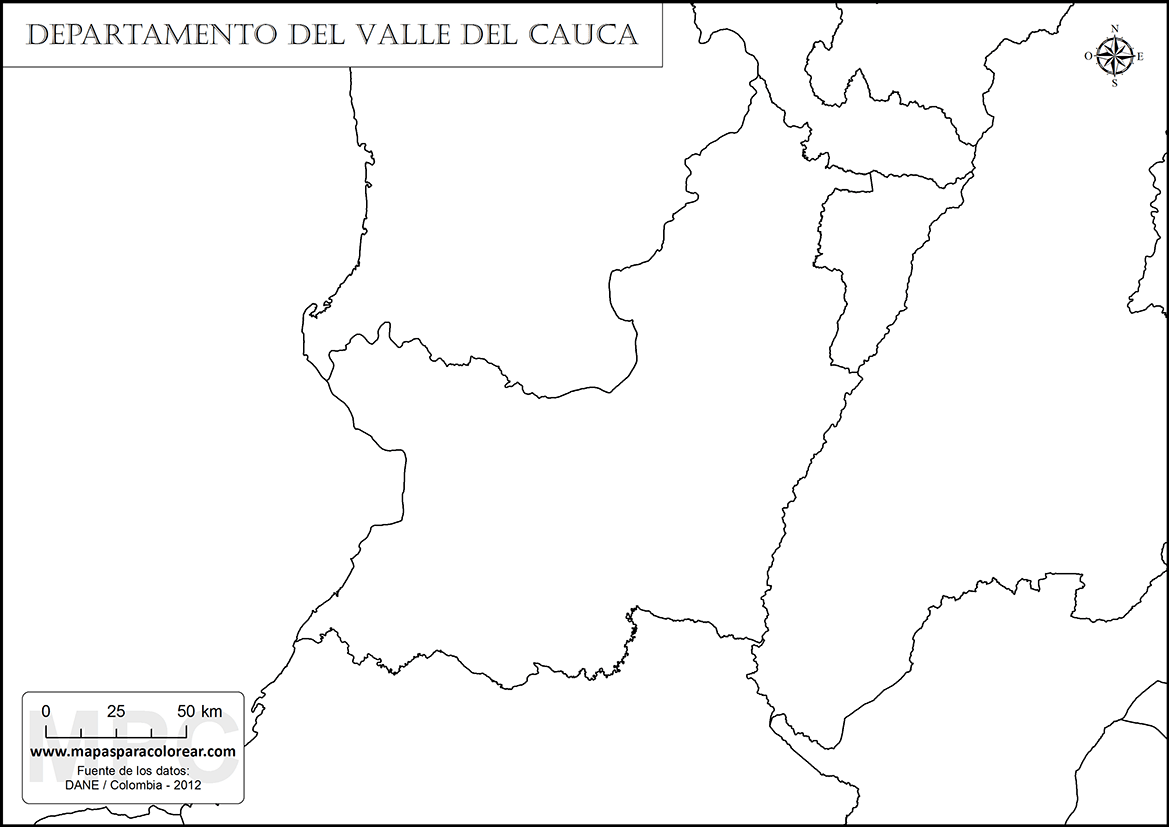 DEPARTAMENTO DEL VALLE DEL CAUCA
N
O E
S
0 25 50 km
MPC
www.mapasparacolorear.com
Fuente de los datos:
DANE / Colombia - 2012